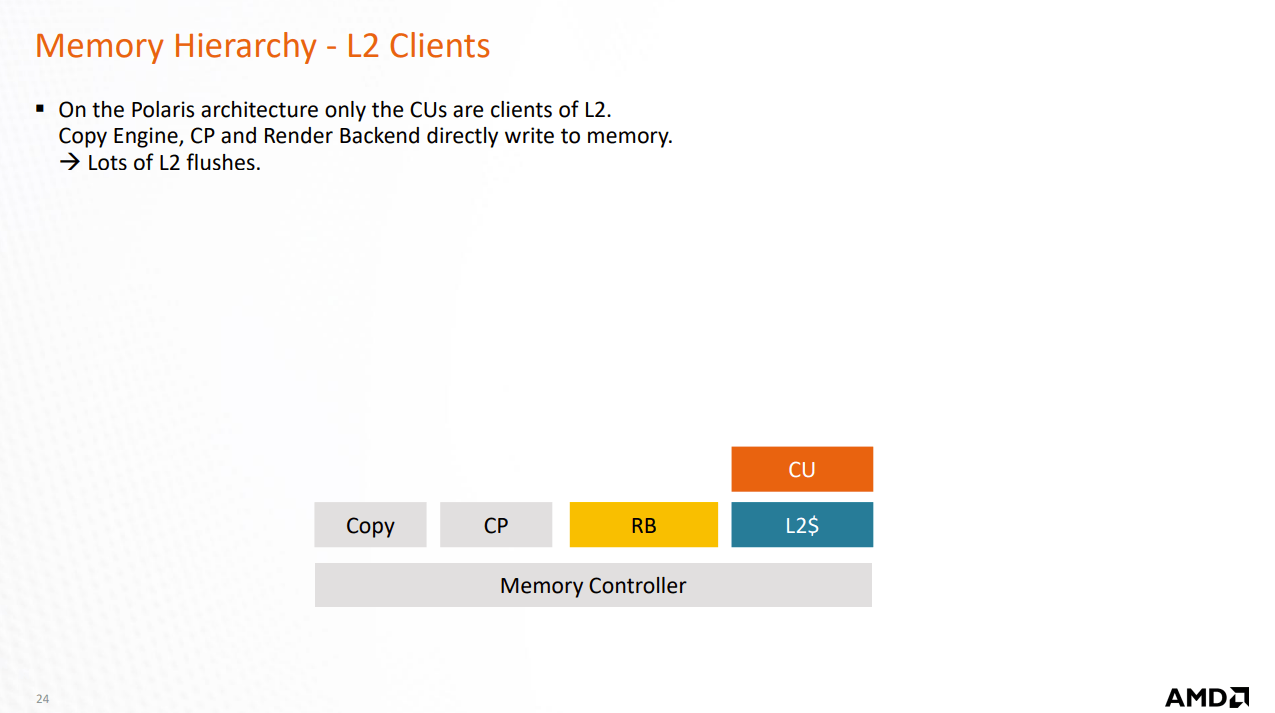 Memory Hierarchy - L2 Clients
▪ On the Polaris architecture only the CUs are clients of L2.
Copy Engine, CP and Render Backend directly write to memory.
→ Lots of L2 flushes.
CU
Copy CP RB L2$
Memory Controller
24 AMD